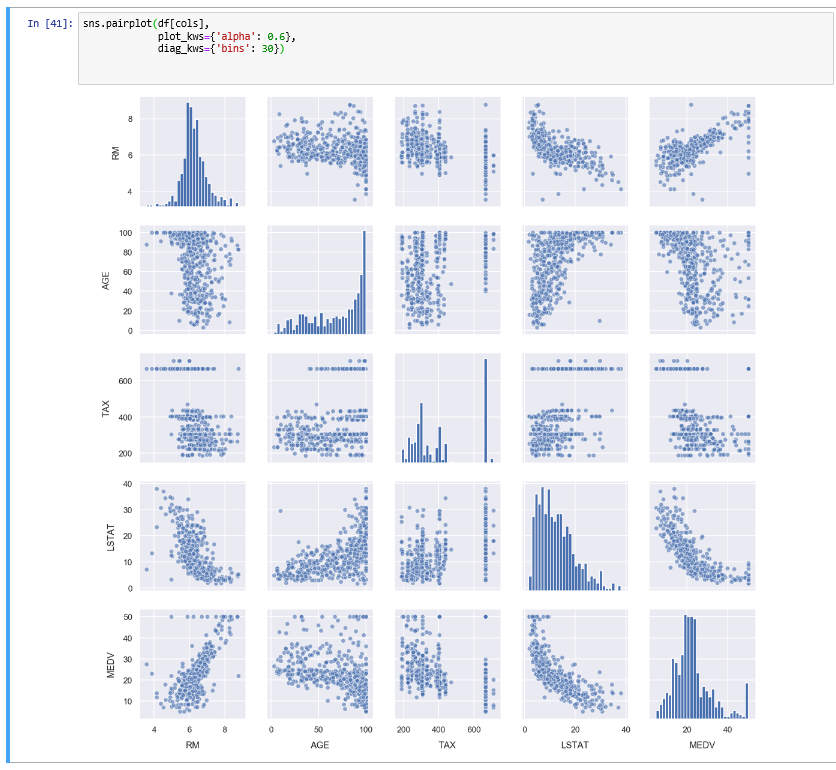 In [41]: sns.pairplot(df[cols],
plot_kws={'alpha': 0.6},
diag_kws={'bins': 30})
8
6
4
RM
100
80
60
40
20
0
AGE
600
400
200
TAX
40
30
20
10
0
LSTAT
50
40
30
20
10
MEDV
4 6 8 0 50 100 200 400 600 0 20 40 20 40
RM AGE TAX LSTAT MEDV